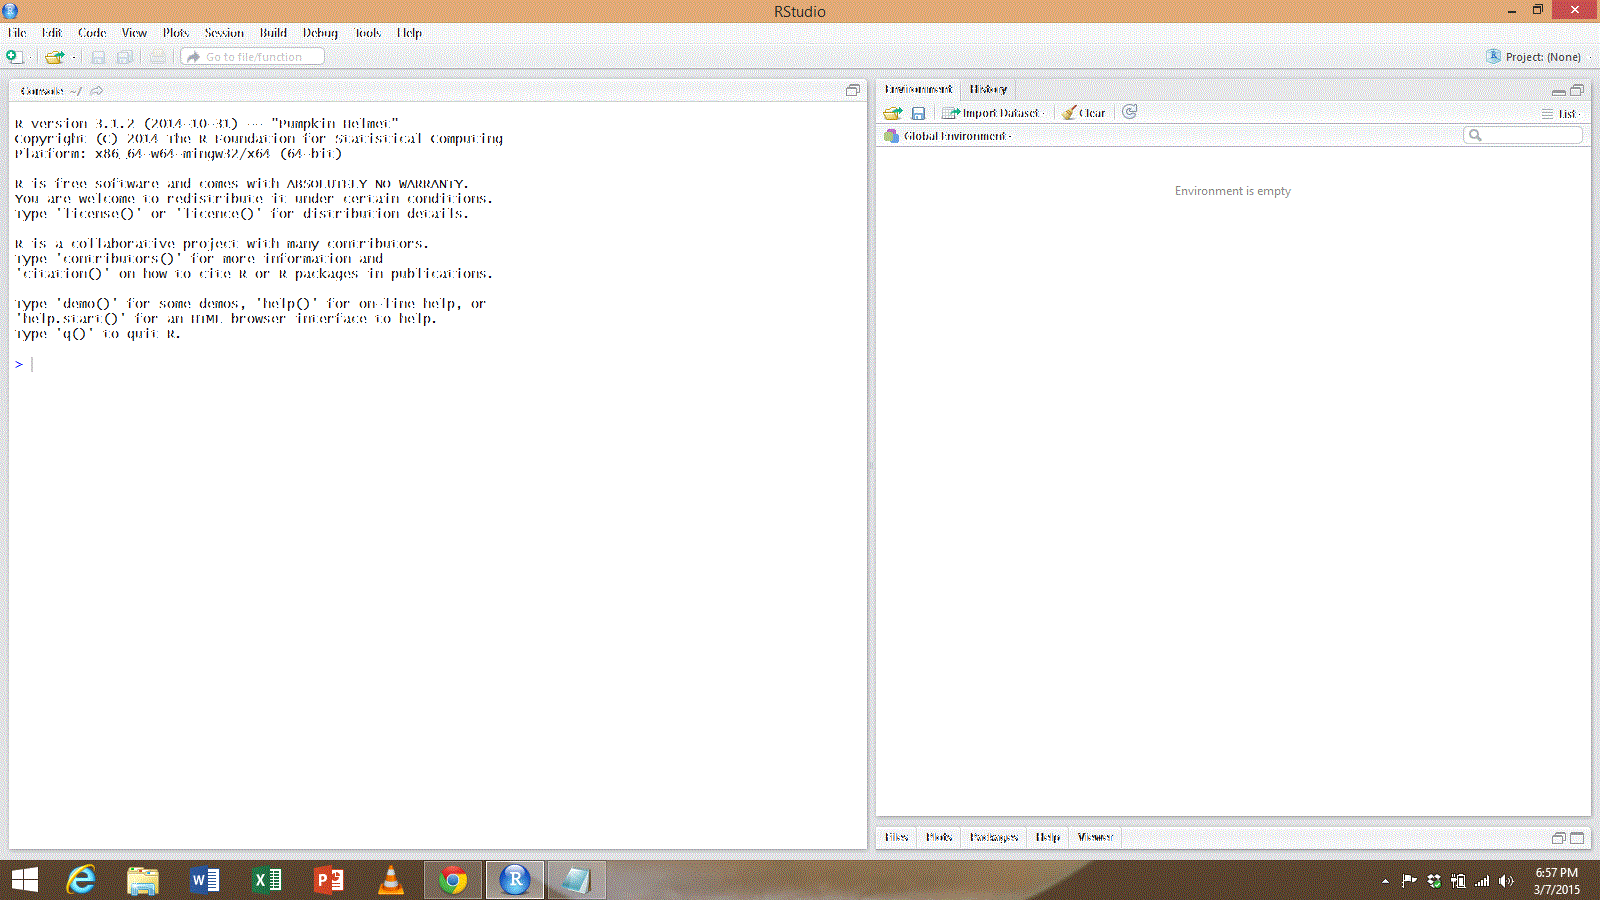 RStudio
File Edit Code View Plots Session Build Debug Tools Help
Go to file/function
Project: (None)
Console ~/
R version 3.1.2 (2014-10-31) -- "Pumpkin Helmet"
Copyright (C) 2014 The R Foundation for Statistical Computing
Platform: x86_64-w64-mingw32/x64 (64-bit)
R is free software and comes with ABSOLUTELY NO WARRANTY.
You are welcome to redistribute it under certain conditions.
Type 'license()' or 'licence()' for distribution details.
R is a collaborative project with many contributors.
Type 'contributors()' for more information and
'citation()' on how to cite R or R packages in publications.
Type 'demo()' for some demos, 'help()' for on-line help, or
'help.start()' for an HTML browser interface to help.
Type 'q()' to quit R.
>
Environment History
Import Dataset Clear List
Global Environment
Environment is empty
Files Plots Packages Help Viewer
6:57 PM
3/7/2015